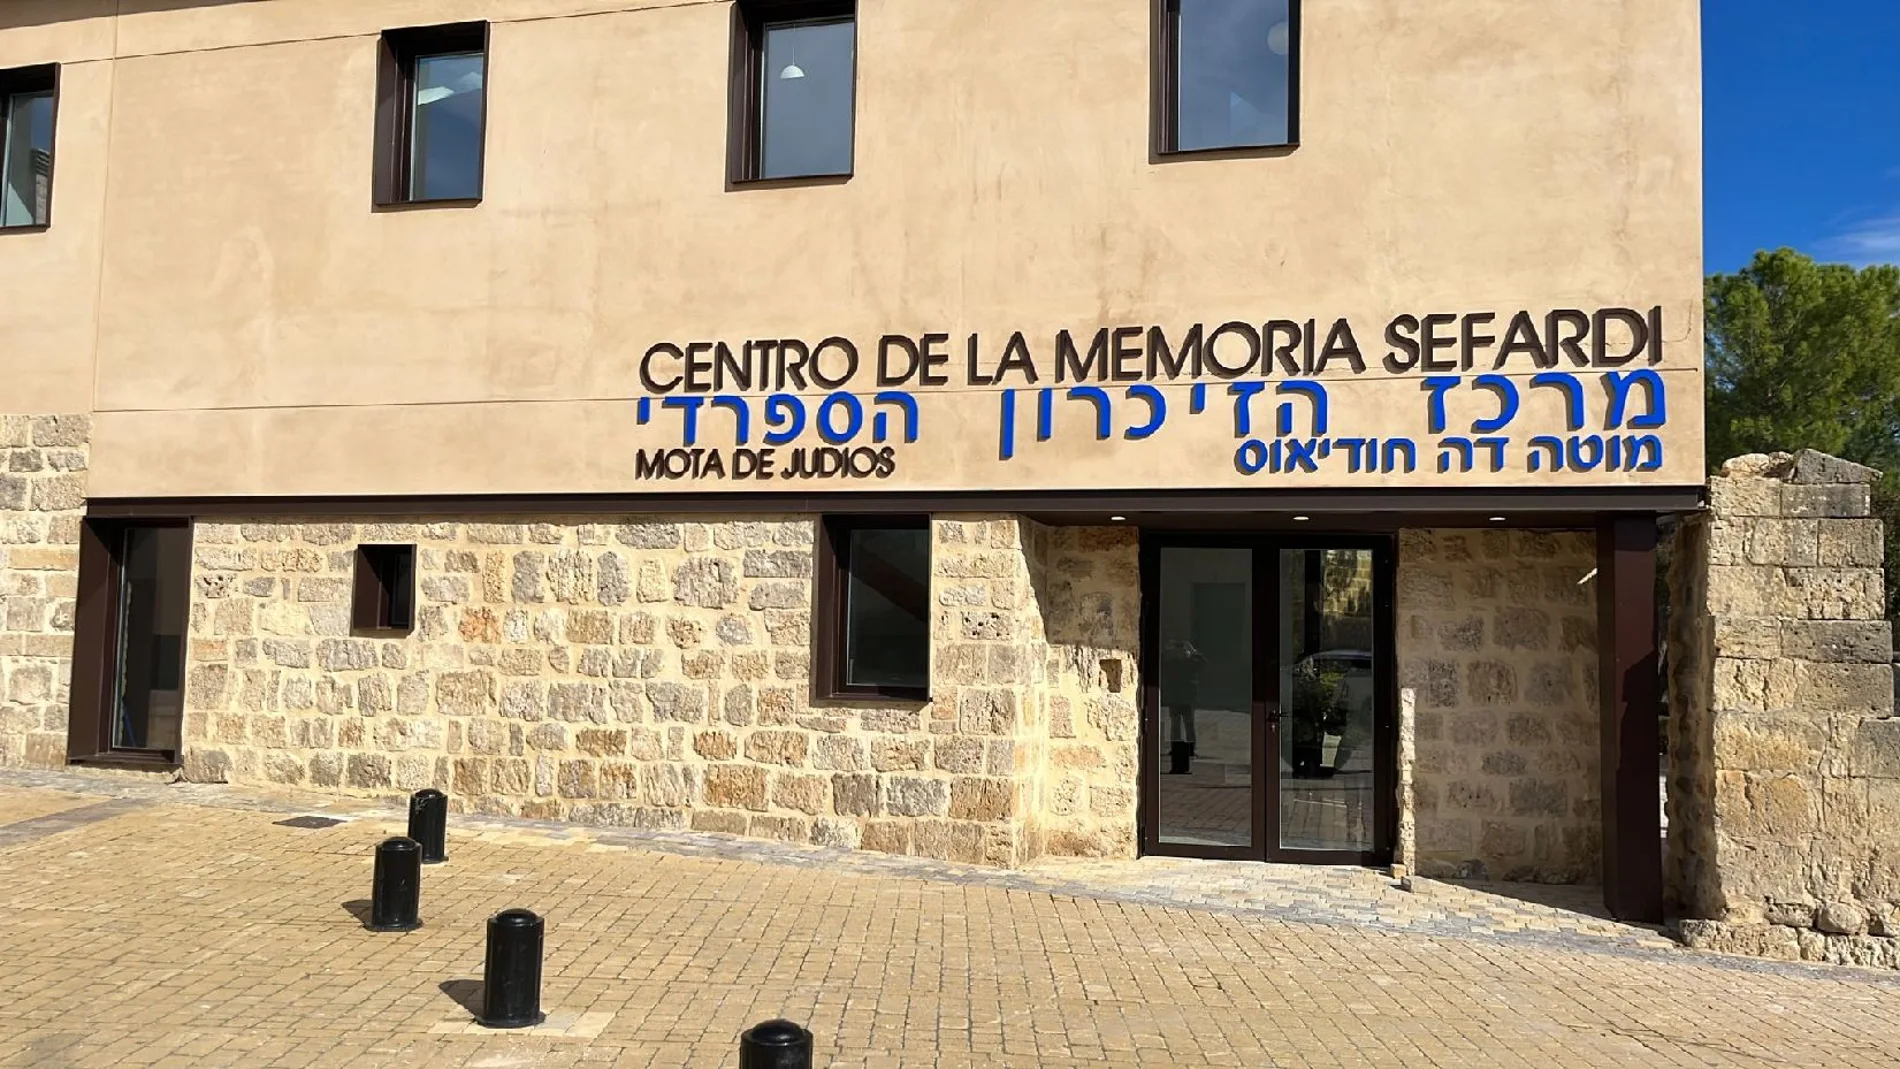 CENTRO DE LA MEMORIA SEFARDI
מרכז הזיכרון הספרדי
מוטה דה חודיאוס
MOTA DE JUDIOS